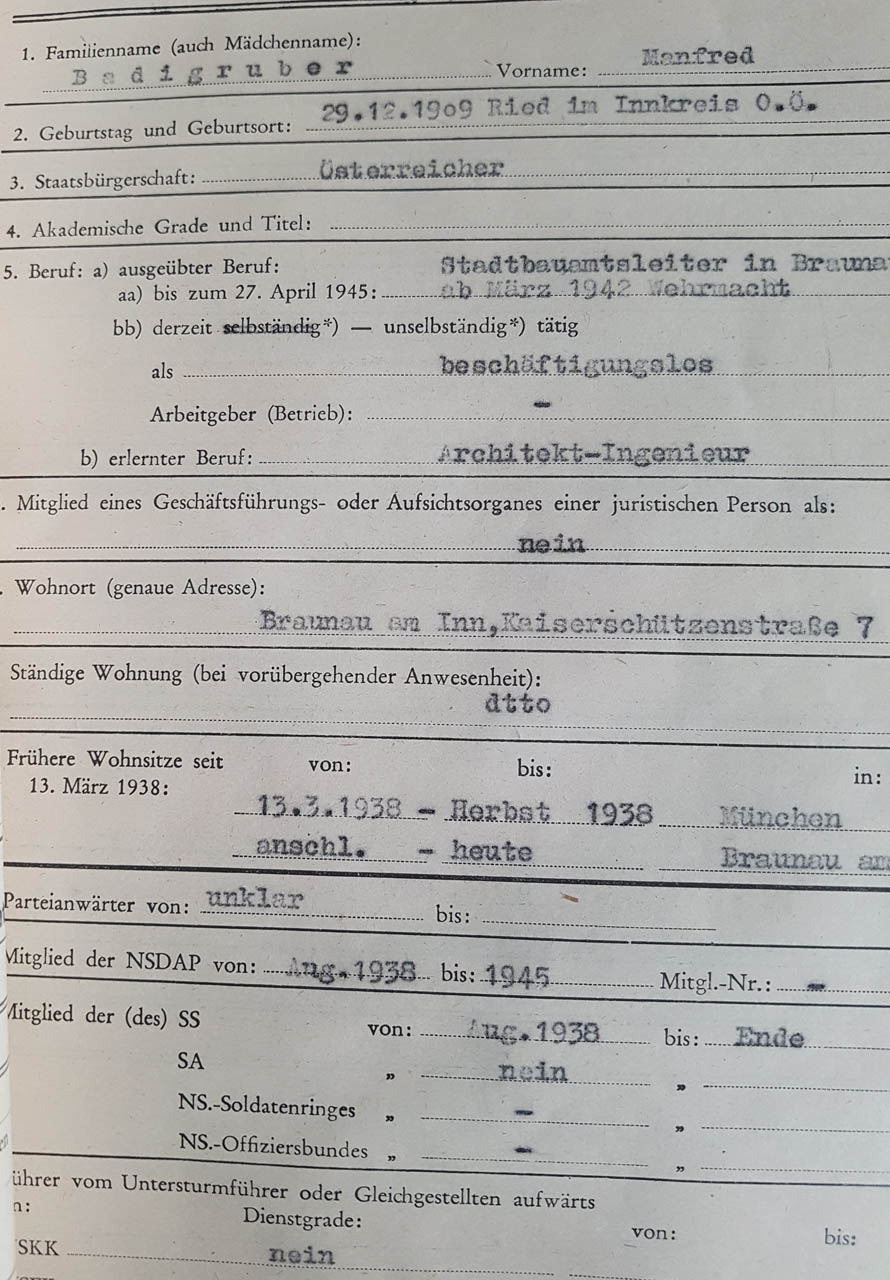 1. Familienname (auch Mädchenname):
Badigruber Vorname: Manfred
2. Geburtstag und Geburtsort: 29.12.1909 Ried im Innkreis O.Ö.
3. Staatsbürgerschaft: Österreicher
4. Akademische Grade und Titel:
5. Beruf: a) ausgeübter Beruf: Stadtbauamtsleiter in Brauna
aa) bis zum 27. April 1945: ab März 1942 Wehrmacht
bb) derzeit selbständig*) — unselbständig*) tätig
als beschäftigungslos
Arbeitgeber (Betrieb): -
b) erlernter Beruf: Architekt-Ingenieur
. Mitglied eines Geschäftsführungs- oder Aufsichtsorganes einer juristischen Person als:
nein
. Wohnort (genaue Adresse):
Braunau am Inn,Kaiserschützenstraße 7
Ständige Wohnung (bei vorübergehender Anwesenheit):
dtto
Frühere Wohnsitze seit von: bis: in:
13. März 1938:
13.3.1938 - Herbst 1938 München
anschl. - heute Braunau am
Parteianwärter von: unklar bis:
Mitglied der NSDAP von: Aug.1938 bis: 1945 Mitgl.-Nr.: -
Mitglied der (des) SS von: Aug.1938 bis: Ende
SA „ nein „
NS.-Soldatenringes „ - „
NS.-Offiziersbundes „ - „
ührer vom Untersturmführer oder Gleichgestellten aufwärts
n: Dienstgrade: von: bis:
SKK nein